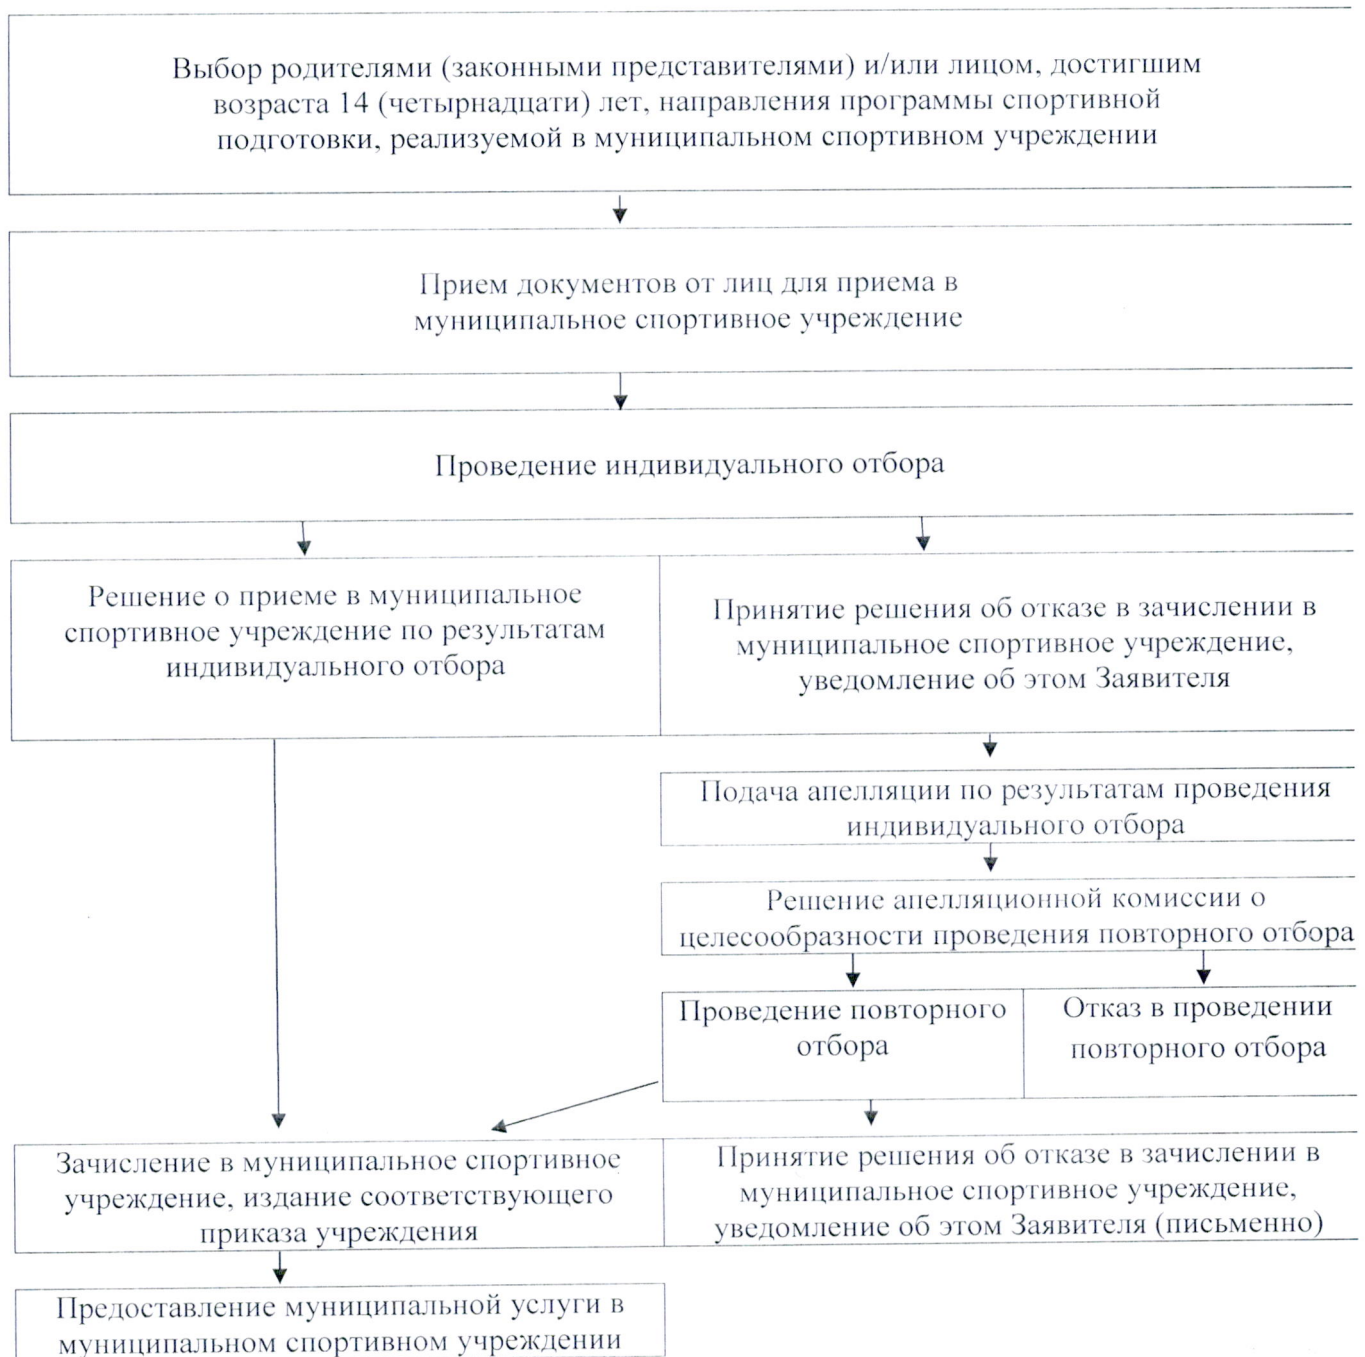 Выбор родителями (законными представителями) и/или лицом, достигшим
возраста 14 (четырнадцати) лет, направления программы спортивной
подготовки, реализуемой в муниципальном спортивном учреждении
Прием документов от лиц для приема в
муниципальное спортивное учреждение
Проведение индивидуального отбора
Решение о приеме в муниципальное
спортивное учреждение по результатам
индивидуального отбора
Принятие решения об отказе в зачислении в
муниципальное спортивное учреждение,
уведомление об этом Заявителя
Подача апелляции по результатам проведения
индивидуального отбора
Решение апелляционной комиссии о
целесообразности проведения повторного отбора
Проведение повторного
отбора
Отказ в проведении
повторного отбора
Зачисление в муниципальное спортивное
учреждение, издание соответствующего
приказа учреждения
Принятие решения об отказе в зачислении в
муниципальное спортивное учреждение,
уведомление об этом Заявителя (письменно)
Предоставление муниципальной услуги в
муниципальном спортивном учреждении